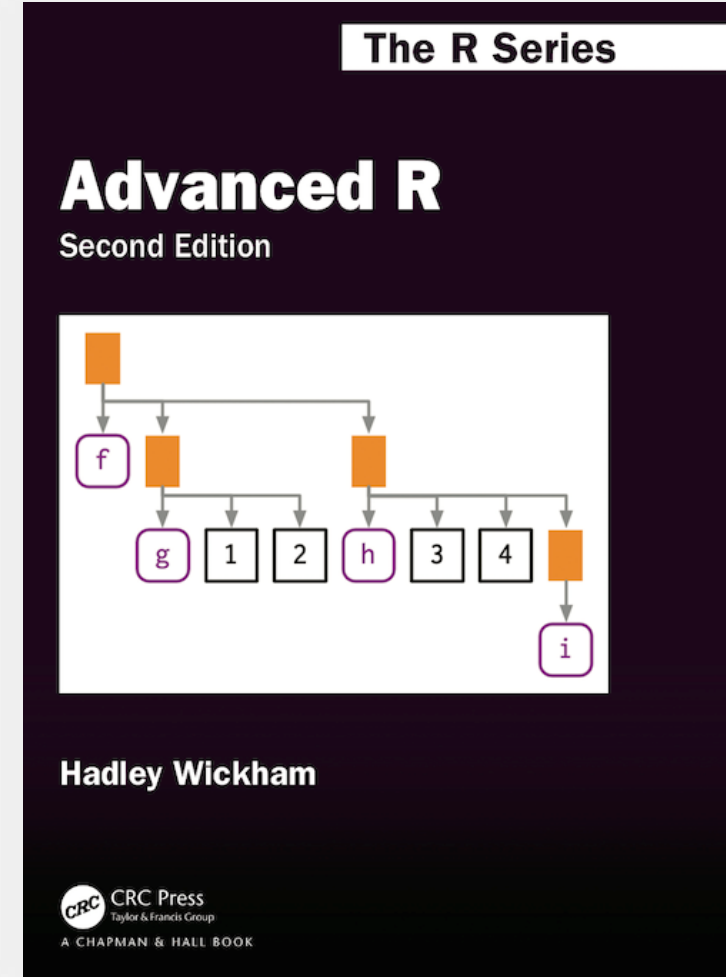 The R Series
Advanced R
Second Edition
f
g 1 2 h 3 4
i
Hadley Wickham
CRC CRC Press
Taylor & Francis Group
A CHAPMAN & HALL BOOK